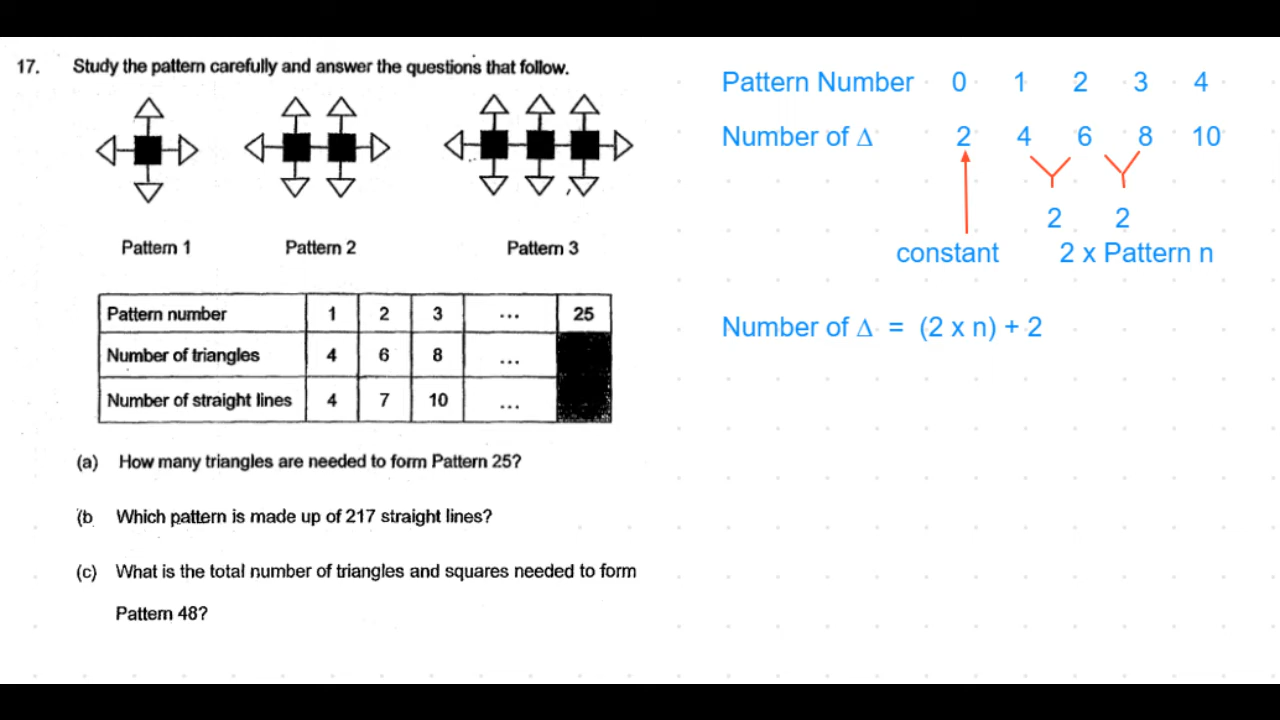 17. Study the pattern carefully and answer the questions that follow.
Pattern 1 Pattern 2 Pattern 3
Pattern number 1 2 3 ... 25
Number of triangles 4 6 8 ...
Number of straight lines 4 7 10 ...
(a) How many triangles are needed to form Pattern 25?
(b Which pattern is made up of 217 straight lines?
(c) What is the total number of triangles and squares needed to form
Pattern 48?
Pattern Number 0 1 2 3 4
Number of Δ 2 4 6 8 10
2 2
constant 2 x Pattern n
Number of Δ = (2 x n) + 2